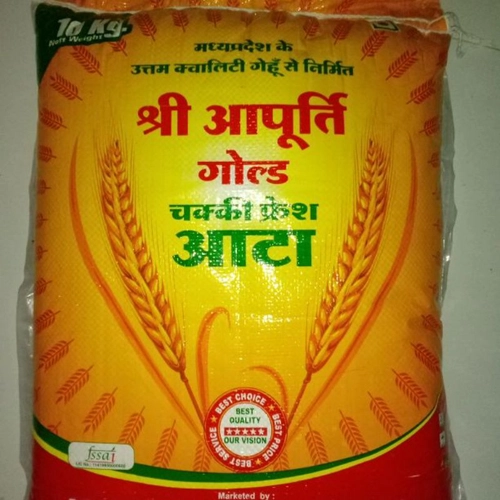 10 Kg.
Nett Weight
मध्यप्रदेश के
उत्तम क्वालिटी गेहूँ से निर्मित
श्री आपूर्ति
गोल्ड
चक्की फ्रेश
आटा
BEST CHOICE
BEST PRICE
BEST SERVICE
BEST QUALITY
OUR VISION
fssai
Marketed by :